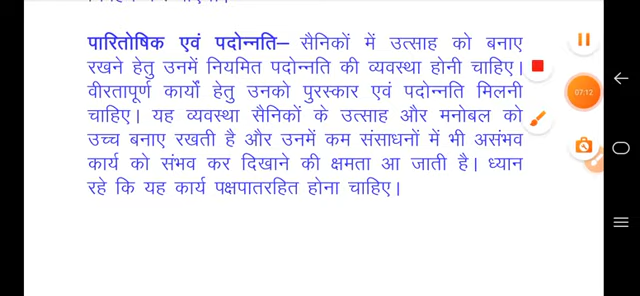 पारितोषिक एवं पदोन्नति– सैनिकों में उत्साह को बनाए
रखने हेतु उनमें नियमित पदोन्नति की व्यवस्था होनी चाहिए।
वीरतापूर्ण कार्यों हेतु उनको पुरस्कार एवं पदोन्नति मिलनी
चाहिए। यह व्यवस्था सैनिकों के उत्साह और मनोबल को
उच्च बनाए रखती है और उनमें कम संसाधनों में भी असंभव
कार्य को संभव कर दिखाने की क्षमता आ जाती है। ध्यान
रहे कि यह कार्य पक्षपातरहित होना चाहिए।
07:12